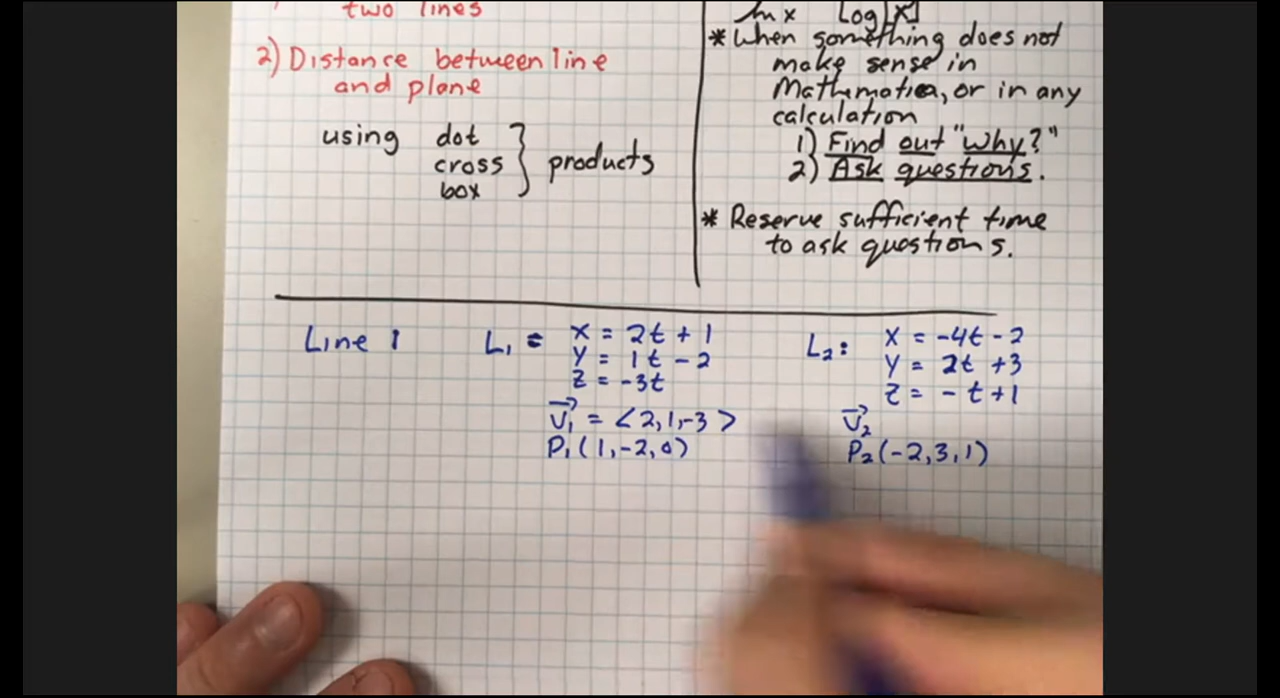 two lines
2) Distance between line
and plane
using dot
cross } products
box
ln x Log[x]
* When something does not
make sense in
Mathematica, or in any
calculation
1) Find out "Why?"
2) Ask questions.
* Reserve sufficient time
to ask questions.
Line 1
L₁ = x = 2t + 1
y = 1t - 2
z = -3t
v₁ = <2, 1, -3>
P₁(1, -2, 0)
L₂: x = -4t - 2
y = 2t + 3
z = -t + 1
v₂
P₂(-2, 3, 1)